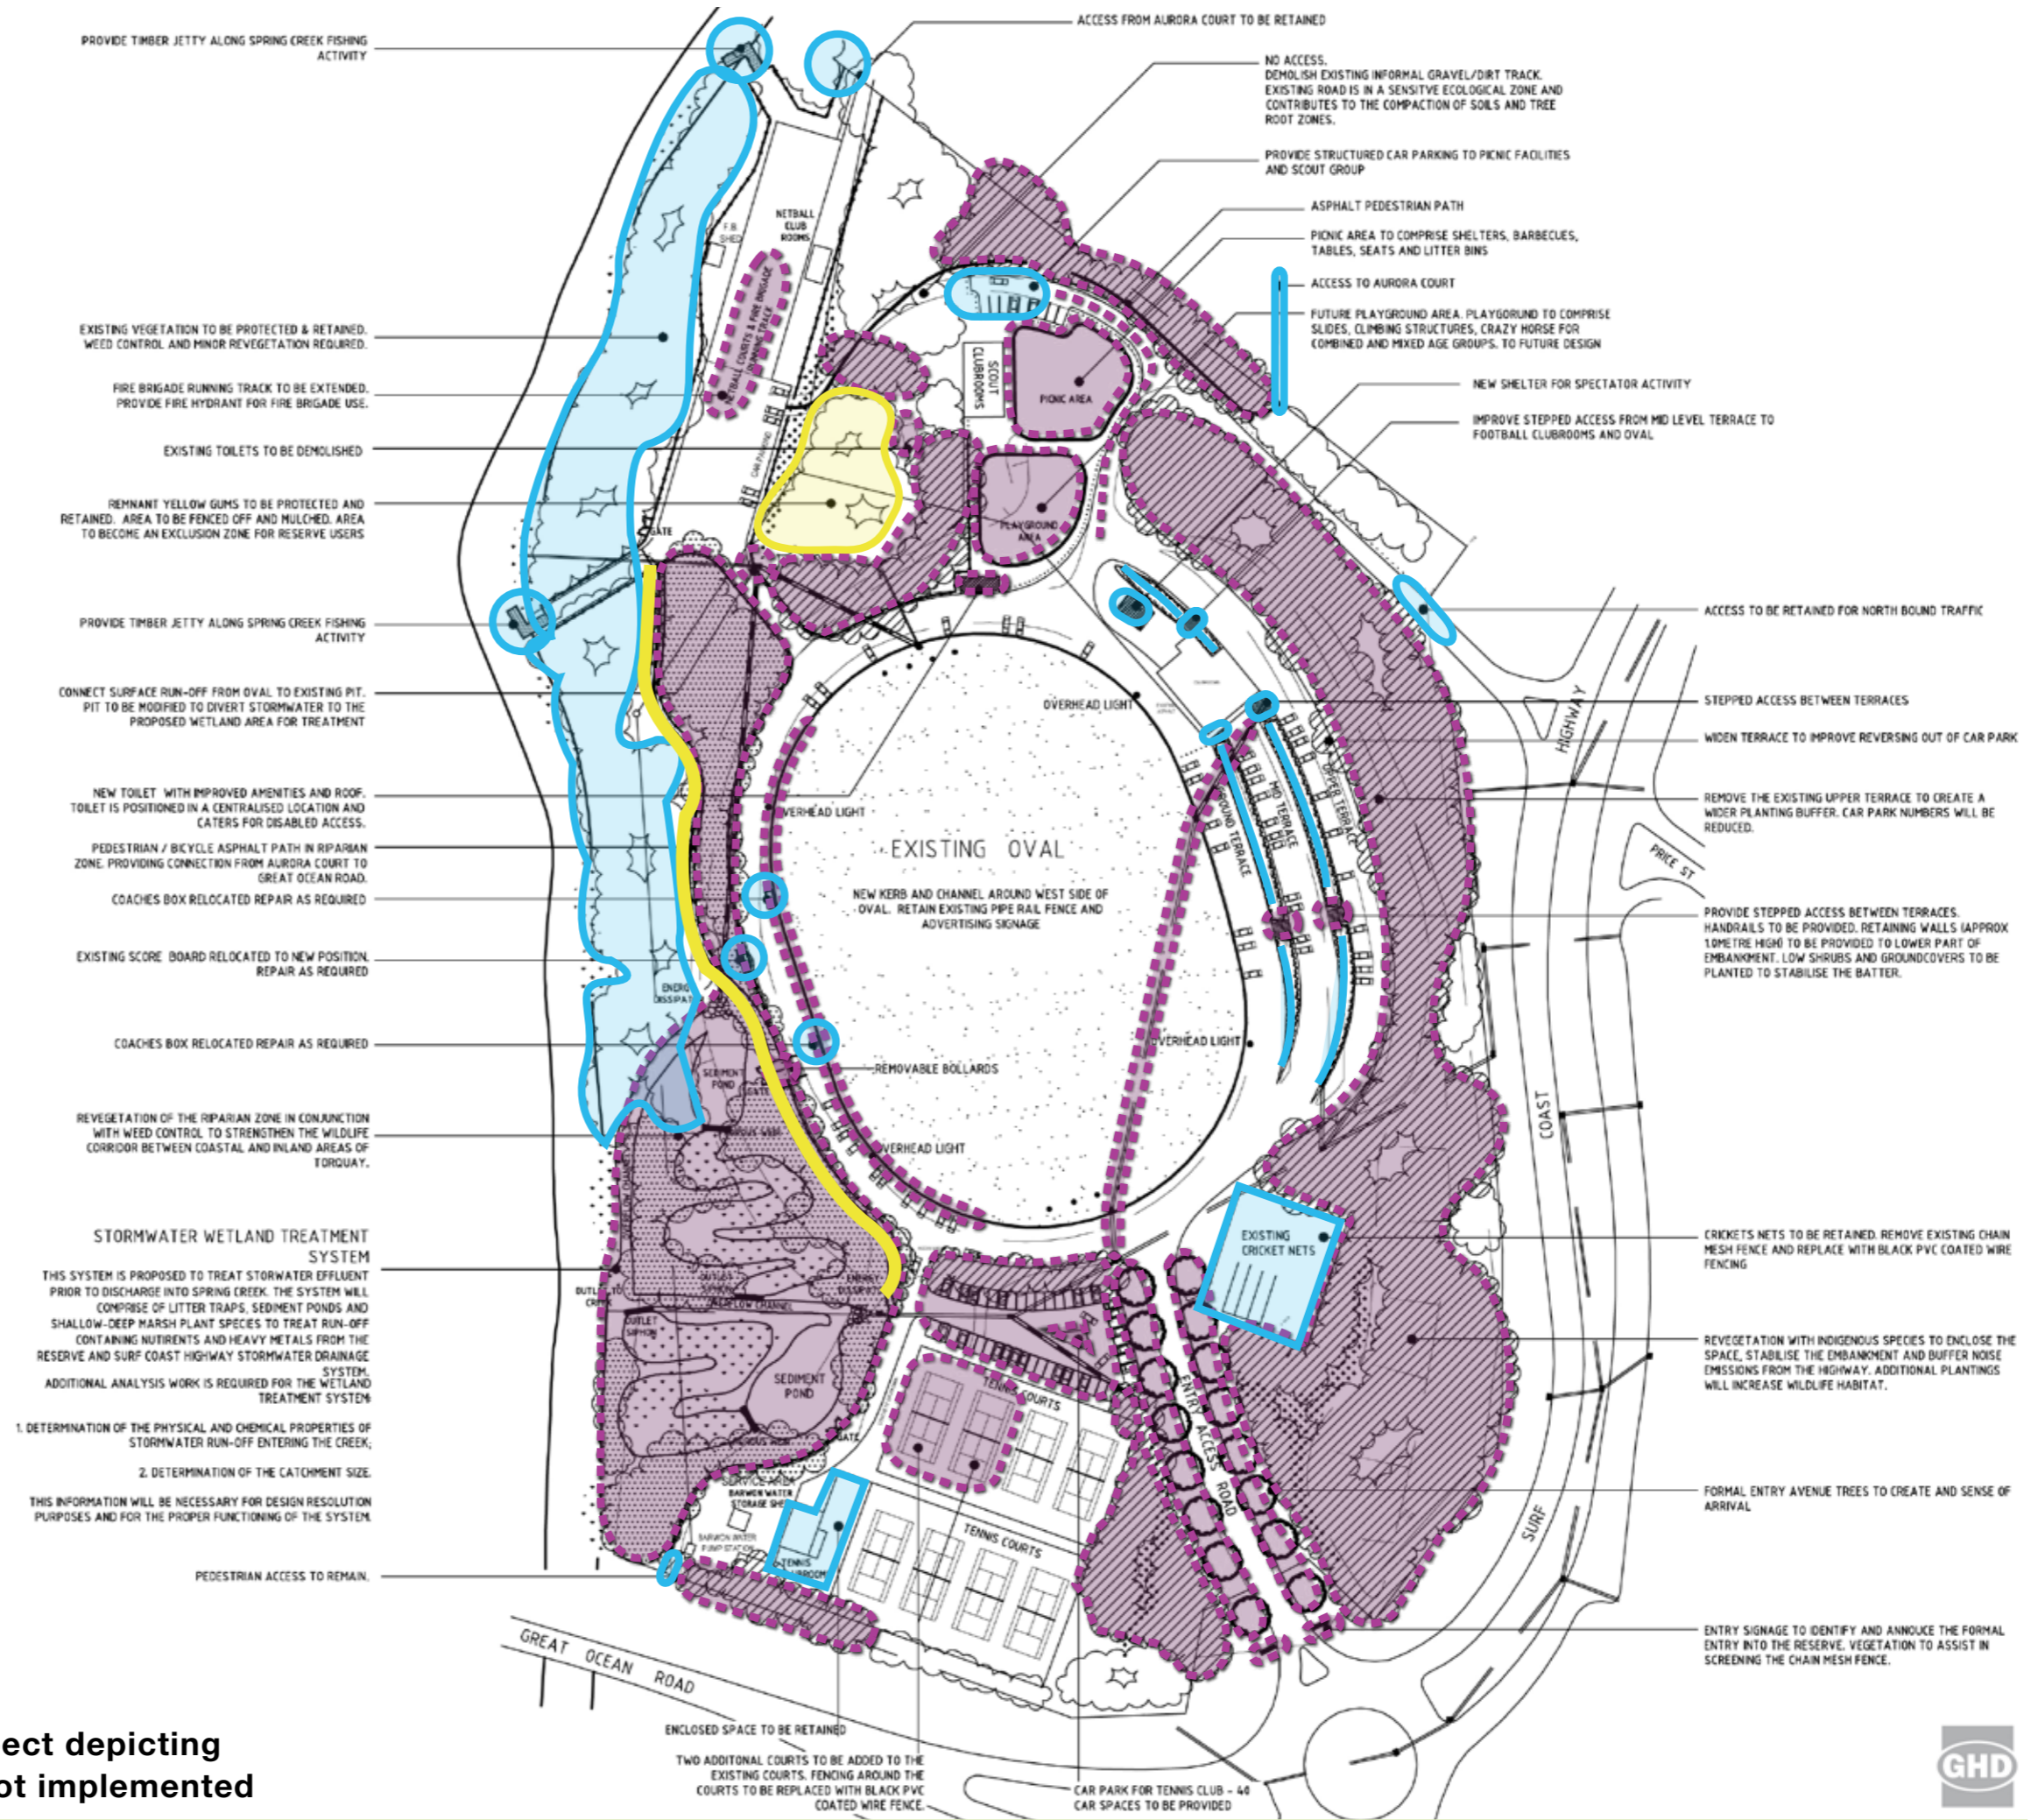 ACCESS FROM AURORA COURT TO BE RETAINED
PROVIDE TIMBER JETTY ALONG SPRING CREEK FISHING
ACTIVITY
NO ACCESS.
DEMOLISH EXISTING INFORMAL GRAVEL/DIRT TRACK.
EXISTING ROAD IS IN A SENSITVE ECOLOGICAL ZONE AND
CONTRIBUTES TO THE COMPACTION OF SOILS AND TREE
ROOT ZONES.
PROVIDE STRUCTURED CAR PARKING TO PICNIC FACILITIES
AND SCOUT GROUP
ASPHALT PEDESTRIAN PATH
PICNIC AREA TO COMPRISE SHELTERS, BARBECUES,
TABLES, SEATS AND LITTER BINS
ACCESS TO AURORA COURT
FUTURE PLAYGROUND AREA. PLAYGORUND TO COMPRISE
SLIDES, CLIMBING STRUCTURES, CRAZY HORSE FOR
COMBINED AND MIXED AGE GROUPS. TO FUTURE DESIGN
NEW SHELTER FOR SPECTATOR ACTIVITY
IMPROVE STEPPED ACCESS FROM MID LEVEL TERRACE TO
FOOTBALL CLUBROOMS AND OVAL
ACCESS TO BE RETAINED FOR NORTH BOUND TRAFFIC
STEPPED ACCESS BETWEEN TERRACES
WIDEN TERRACE TO IMPROVE REVERSING OUT OF CAR PARK
REMOVE THE EXISTING UPPER TERRACE TO CREATE A
WIDER PLANTING BUFFER. CAR PARK NUMBERS WILL BE
REDUCED.
PROVIDE STEPPED ACCESS BETWEEN TERRACES.
HANDRAILS TO BE PROVIDED. RETAINING WALLS (APPROX
1.0METRE HIGH) TO BE PROVIDED TO LOWER PART OF
EMBANKMENT. LOW SHRUBS AND GROUNDCOVERS TO BE
PLANTED TO STABILISE THE BATTER.
CRICKETS NETS TO BE RETAINED. REMOVE EXISTING CHAIN
MESH FENCE AND REPLACE WITH BLACK PVC COATED WIRE
FENCING
REVEGETATION WITH INDIGENOUS SPECIES TO ENCLOSE THE
SPACE, STABILISE THE EMBANKMENT AND BUFFER NOISE
EMISSIONS FROM THE HIGHWAY. ADDITIONAL PLANTINGS
WILL INCREASE WILDLIFE HABITAT.
FORMAL ENTRY AVENUE TREES TO CREATE AND SENSE OF
ARRIVAL
ENTRY SIGNAGE TO IDENTIFY AND ANNOUCE THE FORMAL
ENTRY INTO THE RESERVE. VEGETATION TO ASSIST IN
SCREENING THE CHAIN MESH FENCE.
EXISTING VEGETATION TO BE PROTECTED & RETAINED.
WEED CONTROL AND MINOR REVEGETATION REQUIRED.
FIRE BRIGADE RUNNING TRACK TO BE EXTENDED.
PROVIDE FIRE HYDRANT FOR FIRE BRIGADE USE.
EXISTING TOILETS TO BE DEMOLISHED
REMNANT YELLOW GUMS TO BE PROTECTED AND
RETAINED. AREA TO BE FENCED OFF AND MULCHED. AREA
TO BECOME AN EXCLUSION ZONE FOR RESERVE USERS
PROVIDE TIMBER JETTY ALONG SPRING CREEK FISHING
ACTIVITY
CONNECT SURFACE RUN-OFF FROM OVAL TO EXISTING PIT.
PIT TO BE MODIFIED TO DIVERT STORMWATER TO THE
PROPOSED WETLAND AREA FOR TREATMENT
NEW TOILET WITH IMPROVED AMENITIES AND ROOF.
TOILET IS POSITIONED IN A CENTRALISED LOCATION AND
CATERS FOR DISABLED ACCESS.
PEDESTRIAN / BICYCLE ASPHALT PATH IN RIPARIAN
ZONE. PROVIDING CONNECTION FROM AURORA COURT TO
GREAT OCEAN ROAD.
COACHES BOX RELOCATED REPAIR AS REQUIRED
EXISTING SCORE BOARD RELOCATED TO NEW POSITION.
REPAIR AS REQUIRED
COACHES BOX RELOCATED REPAIR AS REQUIRED
REVEGETATION OF THE RIPARIAN ZONE IN CONJUNCTION
WITH WEED CONTROL TO STRENGTHEN THE WILDLIFE
CORRIDOR BETWEEN COASTAL AND INLAND AREAS OF
TORQUAY.
STORMWATER WETLAND TREATMENT
SYSTEM
THIS SYSTEM IS PROPOSED TO TREAT STORWATER EFFLUENT
PRIOR TO DISCHARGE INTO SPRING CREEK. THE SYSTEM WILL
COMPRISE OF LITTER TRAPS, SEDIMENT PONDS AND
SHALLOW-DEEP MARSH PLANT SPECIES TO TREAT RUN-OFF
CONTAINING NUTIRENTS AND HEAVY METALS FROM THE
RESERVE AND SURF COAST HIGHWAY STORMWATER DRAINAGE
SYSTEM.
ADDITIONAL ANALYSIS WORK IS REQUIRED FOR THE WETLAND
TREATMENT SYSTEM:
1. DETERMINATION OF THE PHYSICAL AND CHEMICAL PROPERTIES OF
STORMWATER RUN-OFF ENTERING THE CREEK;
2. DETERMINATION OF THE CATCHMENT SIZE.
THIS INFORMATION WILL BE NECESSARY FOR DESIGN RESOLUTION
PURPOSES AND FOR THE PROPER FUNCTIONING OF THE SYSTEM.
PEDESTRIAN ACCESS TO REMAIN.
NETBALL
CLUB
ROOMS
F.B.
SHED
NETBALL COURTS & FIRE BRIGADE
RUNNING TRACK
CAR PARKING
GATE
SCOUT
CLUBROOMS
PICNIC AREA
PLAYGROUND
AREA
OVERHEAD LIGHT
OVERHEAD LIGHT
EXISTING OVAL
NEW KERB AND CHANNEL AROUND WEST SIDE OF
OVAL. RETAIN EXISTING PIPE RAIL FENCE AND
ADVERTISING SIGNAGE
GROUND TERRACE
MID TERRACE
UPPER TERRACE
OVERHEAD LIGHT
REMOVABLE BOLLARDS
OVERHEAD LIGHT
SEDIMENT
POND
OUTLET
SIPHON
SEDIMENT
POND
GATE
SERVICE AREA
BARWON WATER
STORAGE SHED
BARWON WATER
PUMP STATION
TENNIS
CLUBROOMS
TENNIS COURTS
TENNIS COURTS
ENTRY ACCESS ROAD
EXISTING
CRICKET NETS
HIGHWAY
PRICE ST
COAST
SURF
GREAT OCEAN ROAD
ENCLOSED SPACE TO BE RETAINED
TWO ADDITONAL COURTS TO BE ADDED TO THE
EXISTING COURTS. FENCING AROUND THE
COURTS TO BE REPLACED WITH BLACK PVC
COATED WIRE FENCE.
CAR PARK FOR TENNIS CLUB - 40
CAR SPACES TO BE PROVIDED
ect depicting
ot implemented
GHD